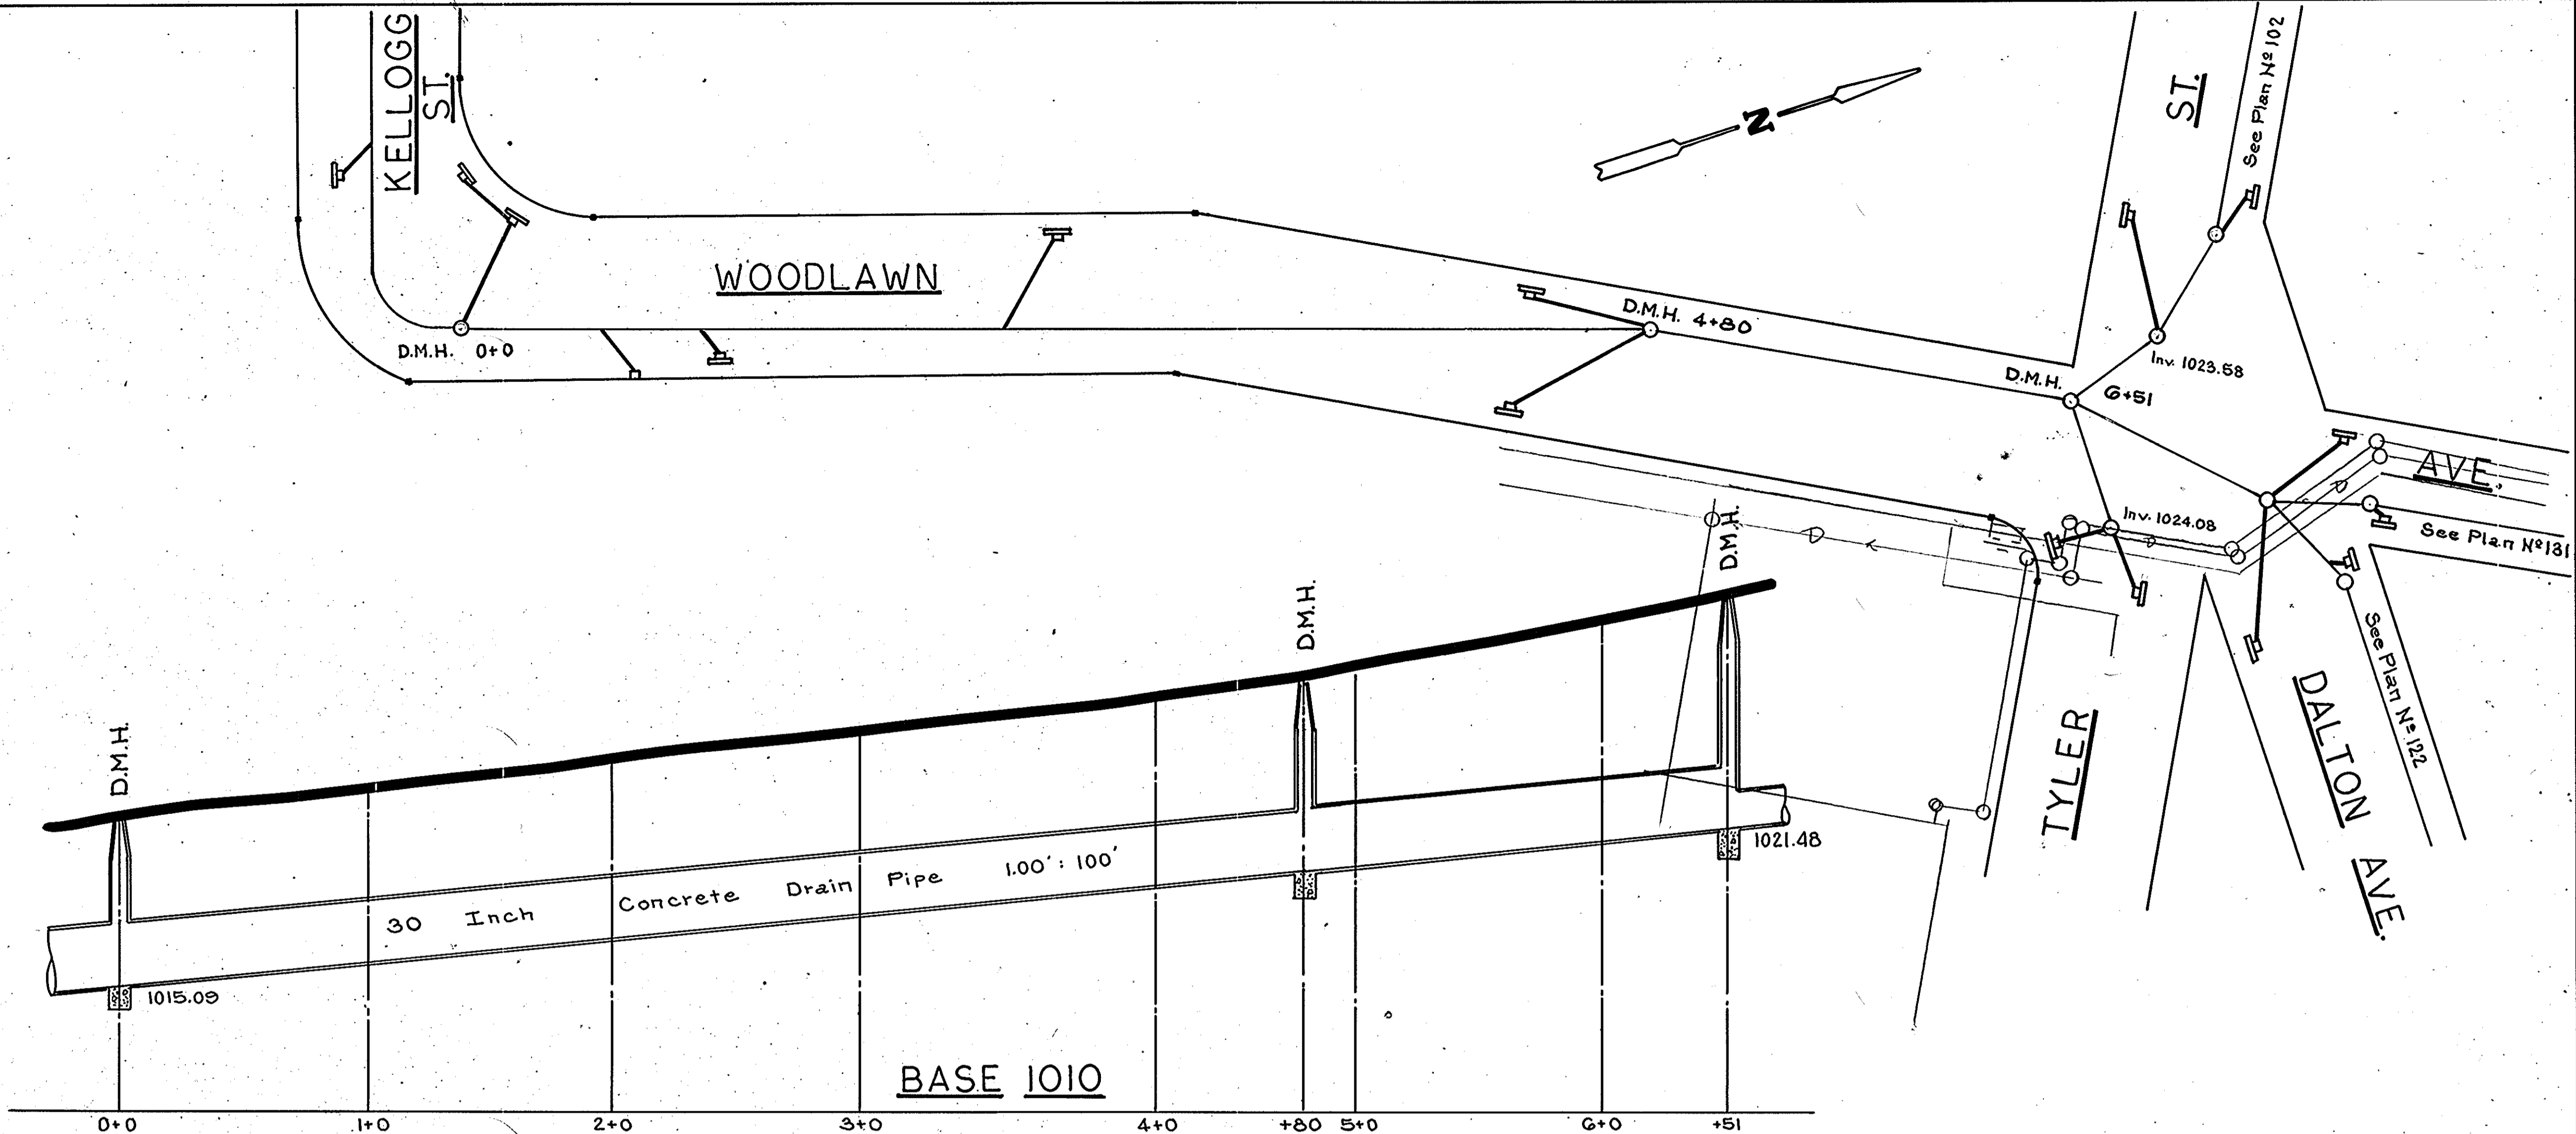 KELLOGG
ST.
N
ST.
See Plan Nº 102
WOODLAWN
D.M.H. 0+0
D.M.H. 4+80
D.M.H.
6+51
Inv. 1023.58
Inv. 1024.08
AVE.
See Plan Nº 131
See Plan Nº 122
DALTON
AVE.
TYLER
D.M.H.
D.M.H.
D.M.H.
30 Inch Concrete Drain Pipe 1.00' : 100'
1015.09
1021.48
BASE 1010
0+0 1+0 2+0 3+0 4+0 +80 5+0 6+0 +51